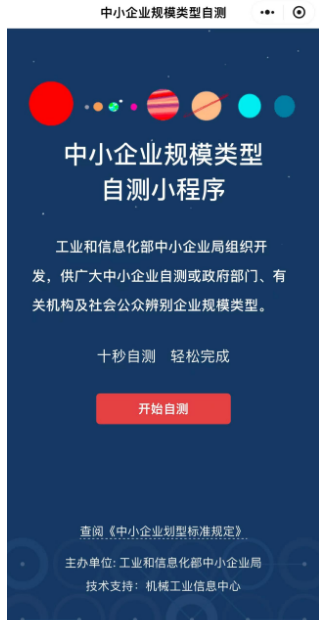 中小企业规模类型自测
中小企业规模类型
自测小程序
工业和信息化部中小企业局组织开
发，供广大中小企业自测或政府部门、有
关机构及社会公众辨别企业规模类型。
十秒自测 轻松完成
开始自测
查阅《中小企业划型标准规定》
主办单位: 工业和信息化部中小企业局
技术支持：机械工业信息中心